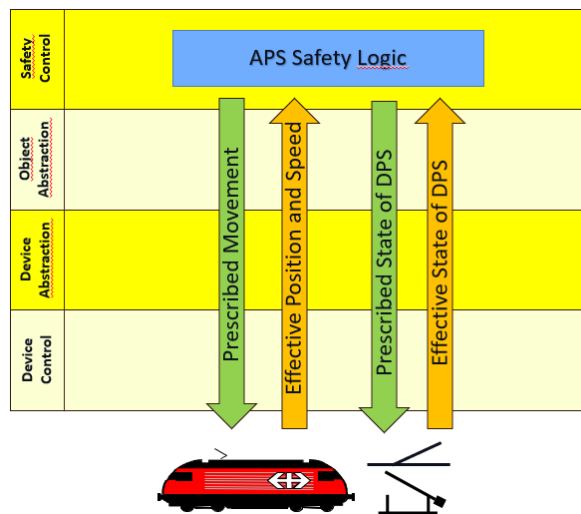 Safety
Control
APS Safety Logic
Object
Abstraction
Device
Abstraction
Device
Control
Prescribed Movement
Effective Position and Speed
Prescribed State of DPS
Effective State of DPS